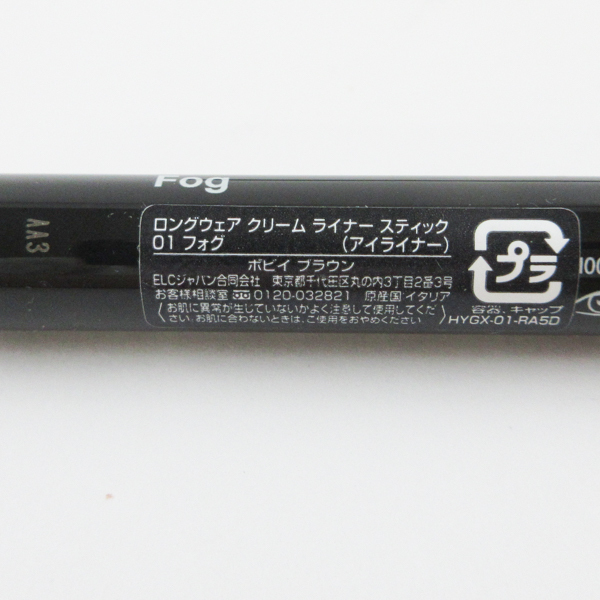 Fog
AA3
ロングウェア クリーム ライナー スティック
01 フォグ (アイライナー)
ボビイ ブラウン
ELCジャパン合同会社 東京都千代田区丸の内3丁目2番3号
お客様相談室 0120-032821 原産国 イタリア
お肌に異常が生じていないかよく注意して使用してくだ
さい。お肌に合わないときは、ご使用をおやめください。
プラ
容器、キャップ
HYGX-01-RA5D
100